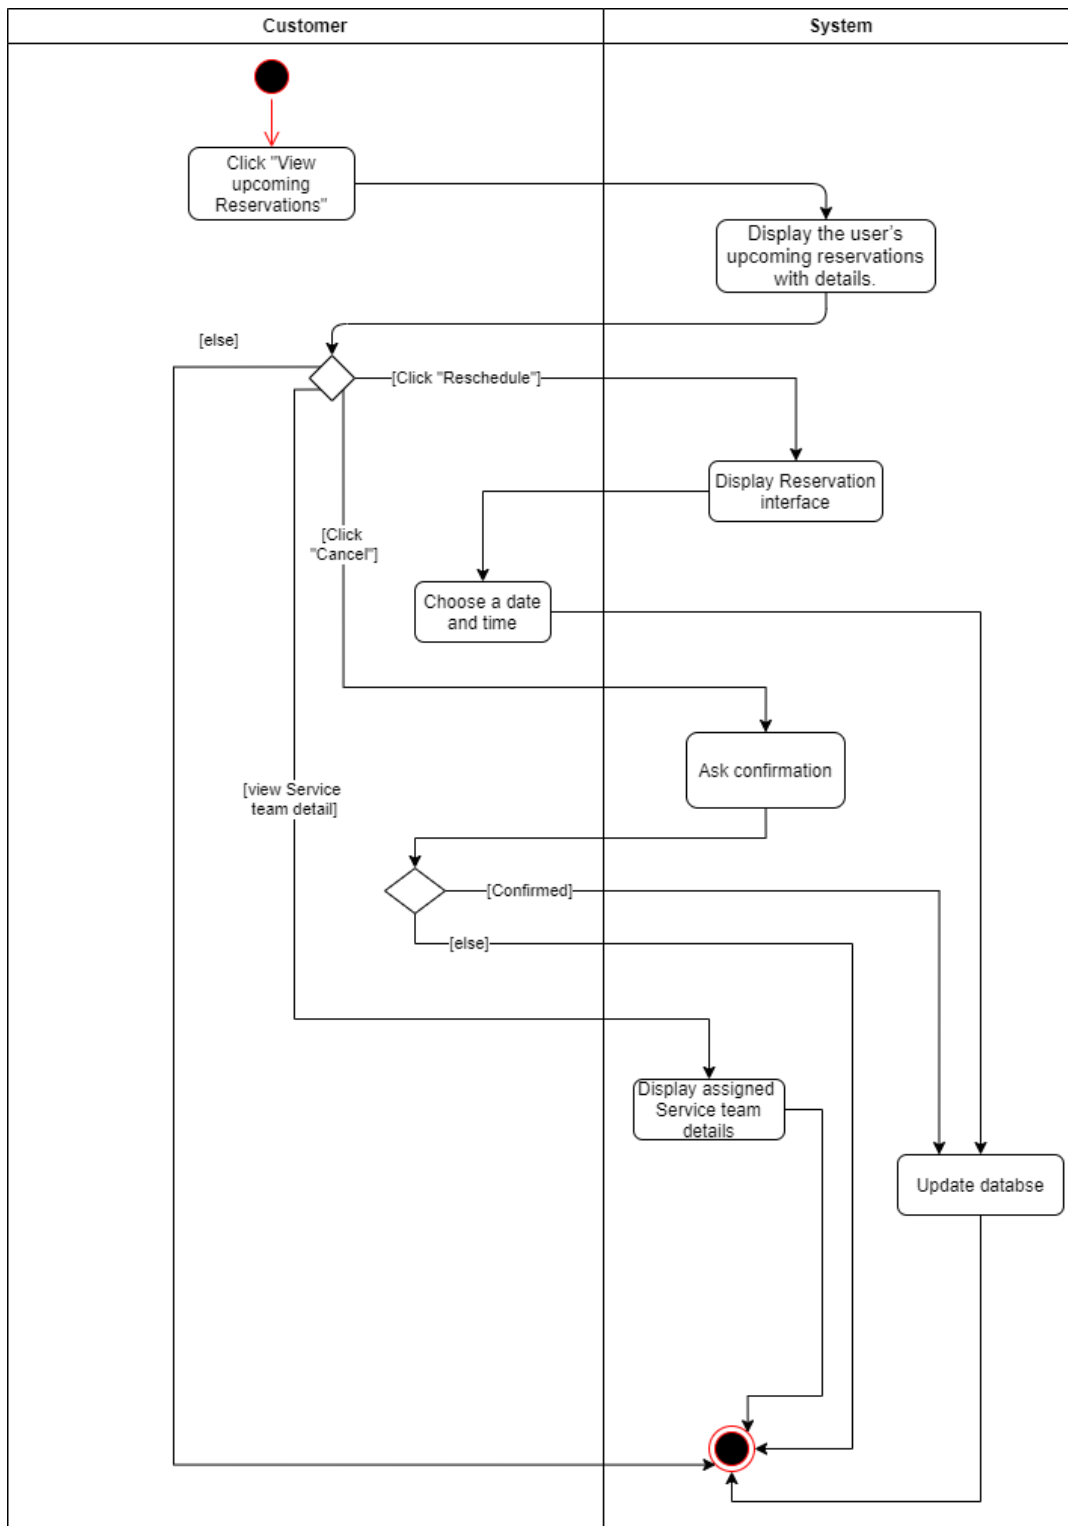 Customer
System
Click "View
upcoming
Reservations"
Display the user’s
upcoming reservations
with details.
[else]
[Click "Reschedule"]
Display Reservation
interface
[Click
"Cancel"]
Choose a date
and time
Ask confirmation
[view Service
team detail]
[Confirmed]
[else]
Display assigned
Service team
details
Update databse